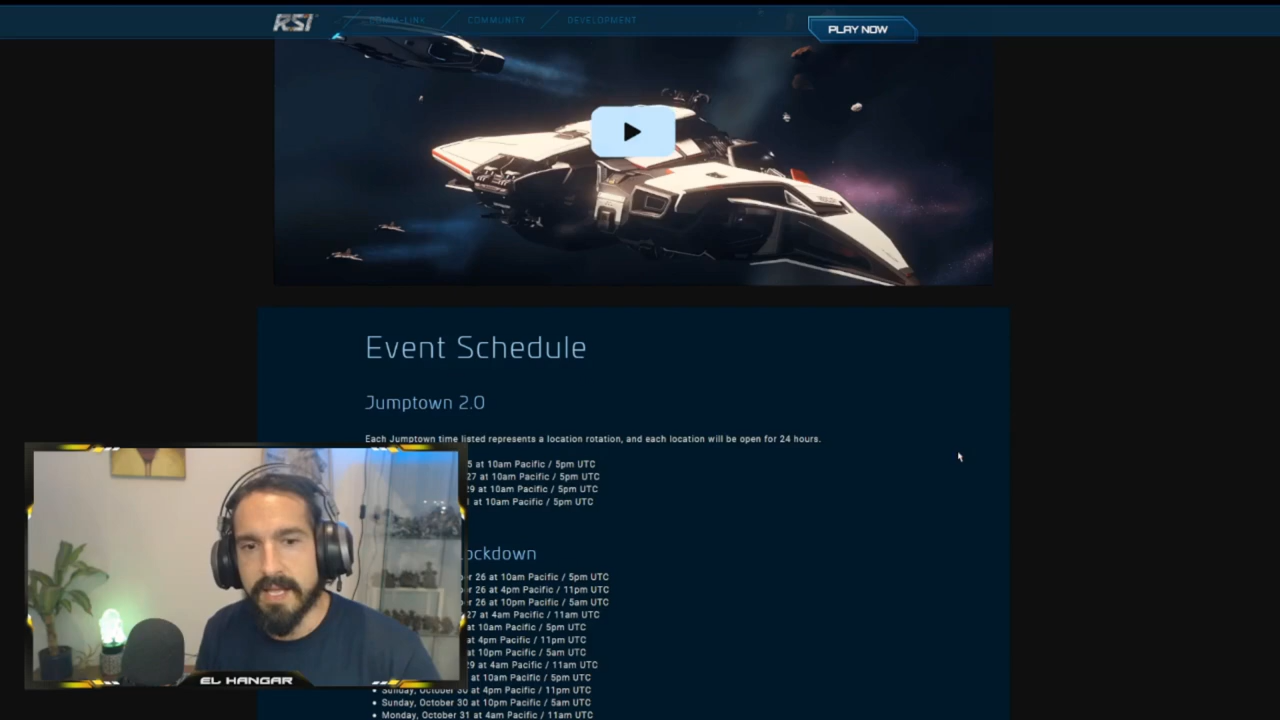 RSI
COMM-LINK
COMMUNITY
DEVELOPMENT
PLAY NOW
Event Schedule
Jumptown 2.0
Each Jumptown time listed represents a location rotation, and each location will be open for 24 hours.
at 10am Pacific / 5pm UTC
27 at 10am Pacific / 5pm UTC
29 at 10am Pacific / 5pm UTC
at 10am Pacific / 5pm UTC
ockdown
er 26 at 10am Pacific / 5pm UTC
er 26 at 4pm Pacific / 11pm UTC
er 26 at 10pm Pacific / 5am UTC
27 at 4am Pacific / 11am UTC
at 10am Pacific / 5pm UTC
at 4pm Pacific / 11pm UTC
at 10pm Pacific / 5am UTC
29 at 4am Pacific / 11am UTC
at 10am Pacific / 5pm UTC
• Sunday, October 30 at 4pm Pacific / 11pm UTC
• Sunday, October 30 at 10pm Pacific / 5am UTC
• Monday, October 31 at 4am Pacific / 11am UTC
EL HANGAR